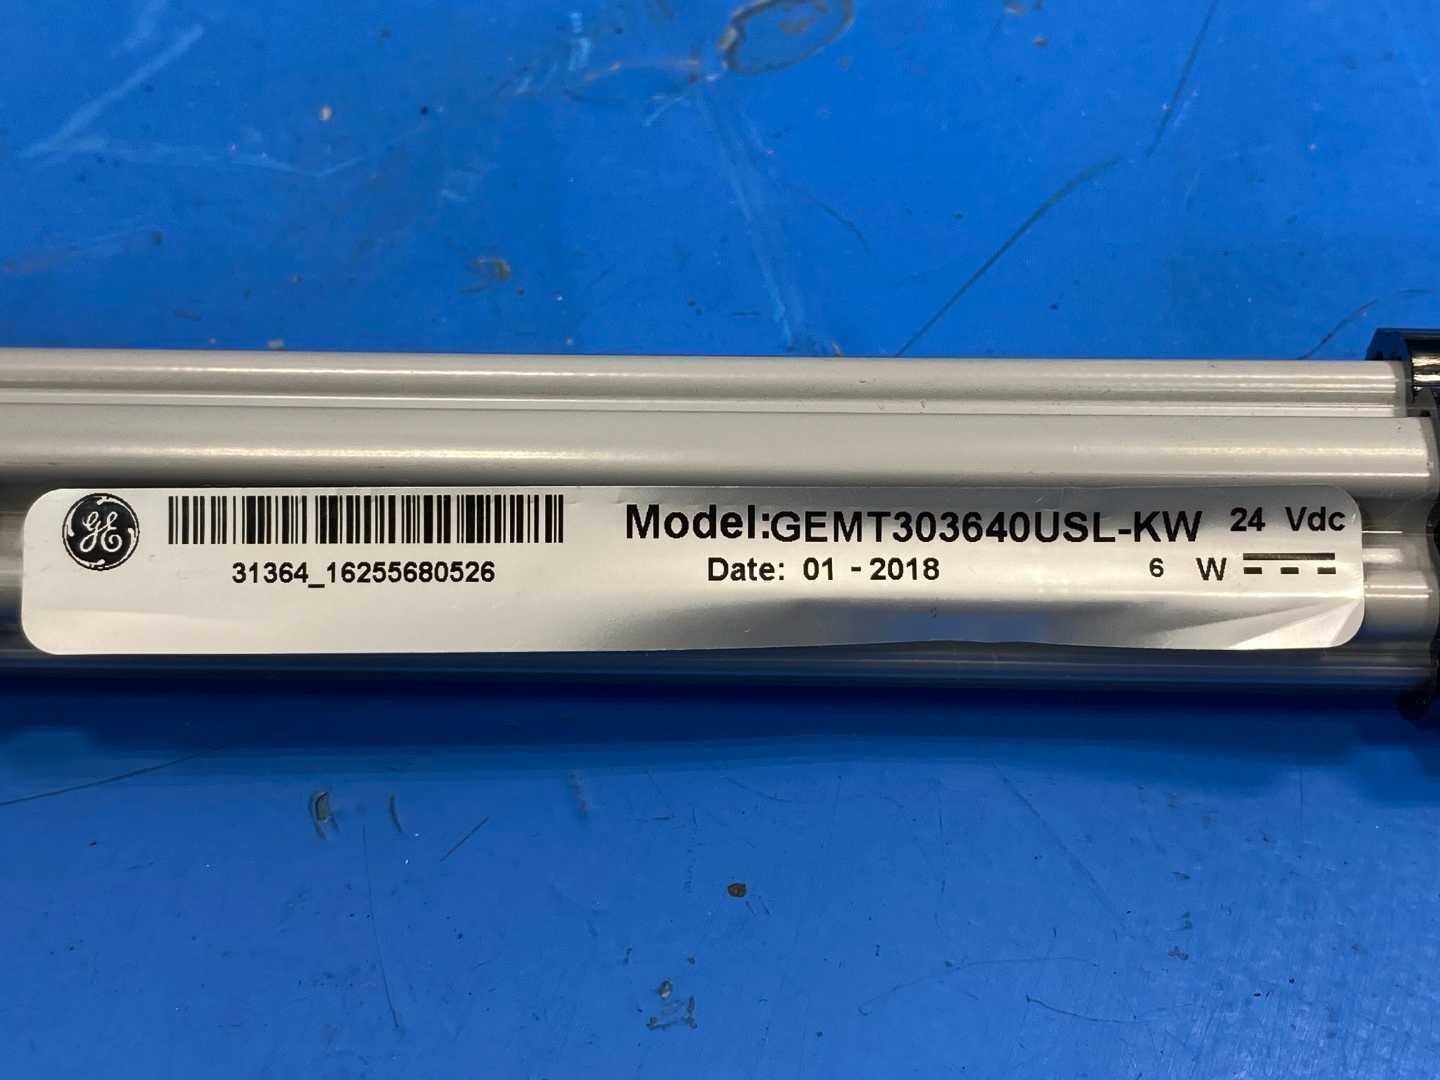 GE
Model:GEMT303640USL-KW 24 Vdc
31364_16255680526 Date: 01 - 2018 6 W